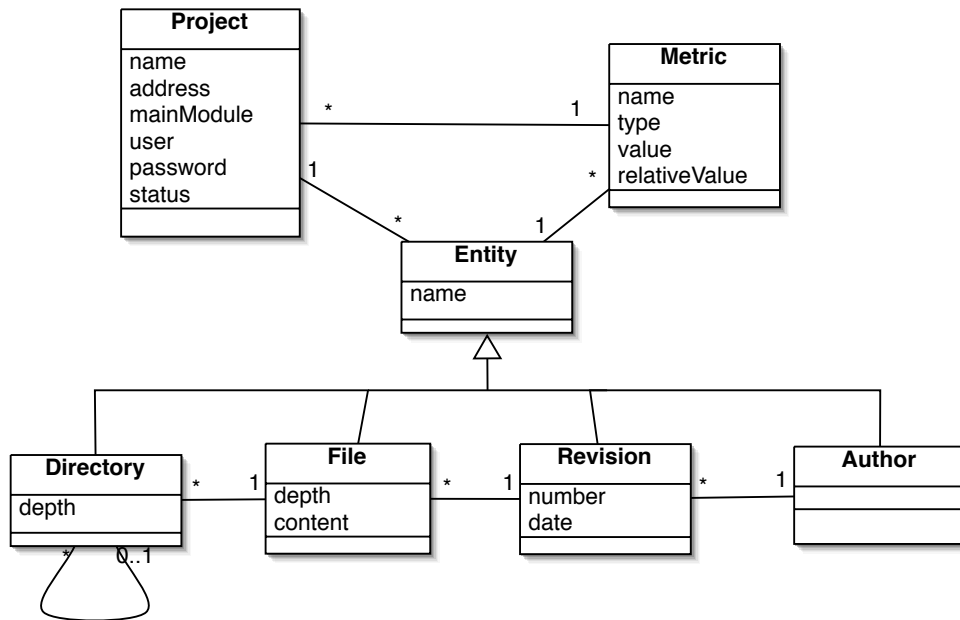 Project
name
address
mainModule
user
password
status
Metric
name
type
value
relativeValue
* 1
1 *
* 1
Entity
name
Directory
depth
* 1
File
depth
content
* 1
Revision
number
date
* 1
Author
* 0..1